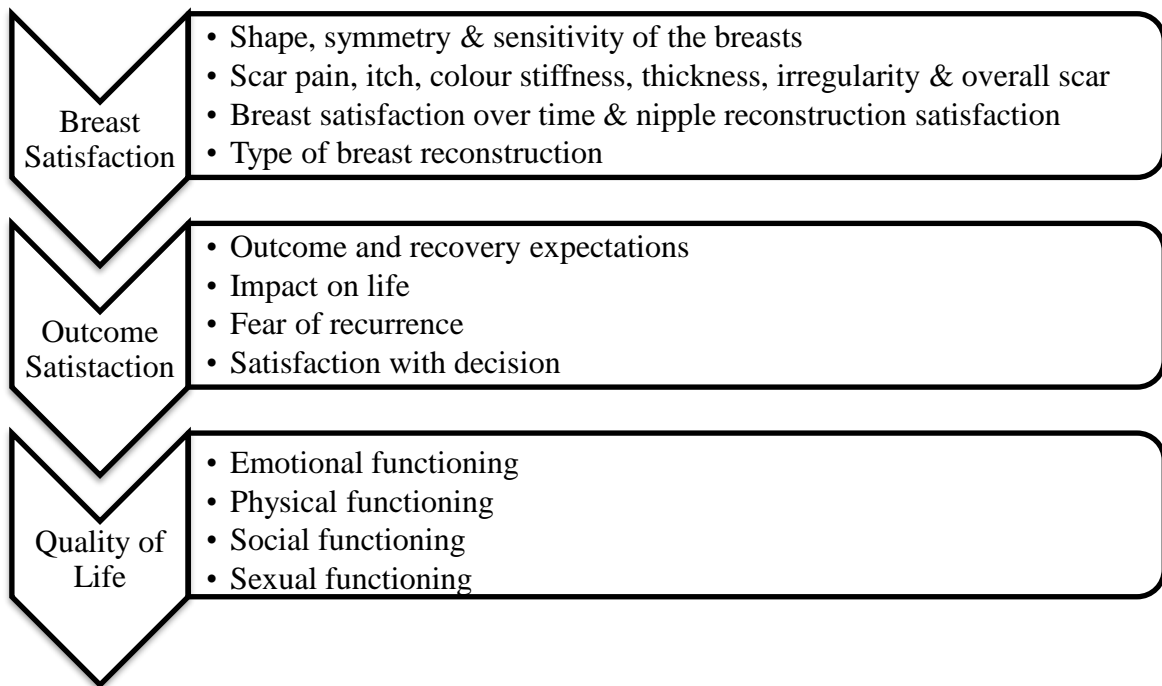 Breast
Satisfaction
• Shape, symmetry & sensitivity of the breasts
• Scar pain, itch, colour stiffness, thickness, irregularity & overall scar
• Breast satisfaction over time & nipple reconstruction satisfaction
• Type of breast reconstruction
Outcome
Satistaction
• Outcome and recovery expectations
• Impact on life
• Fear of recurrence
• Satisfaction with decision
Quality of
Life
• Emotional functioning
• Physical functioning
• Social functioning
• Sexual functioning